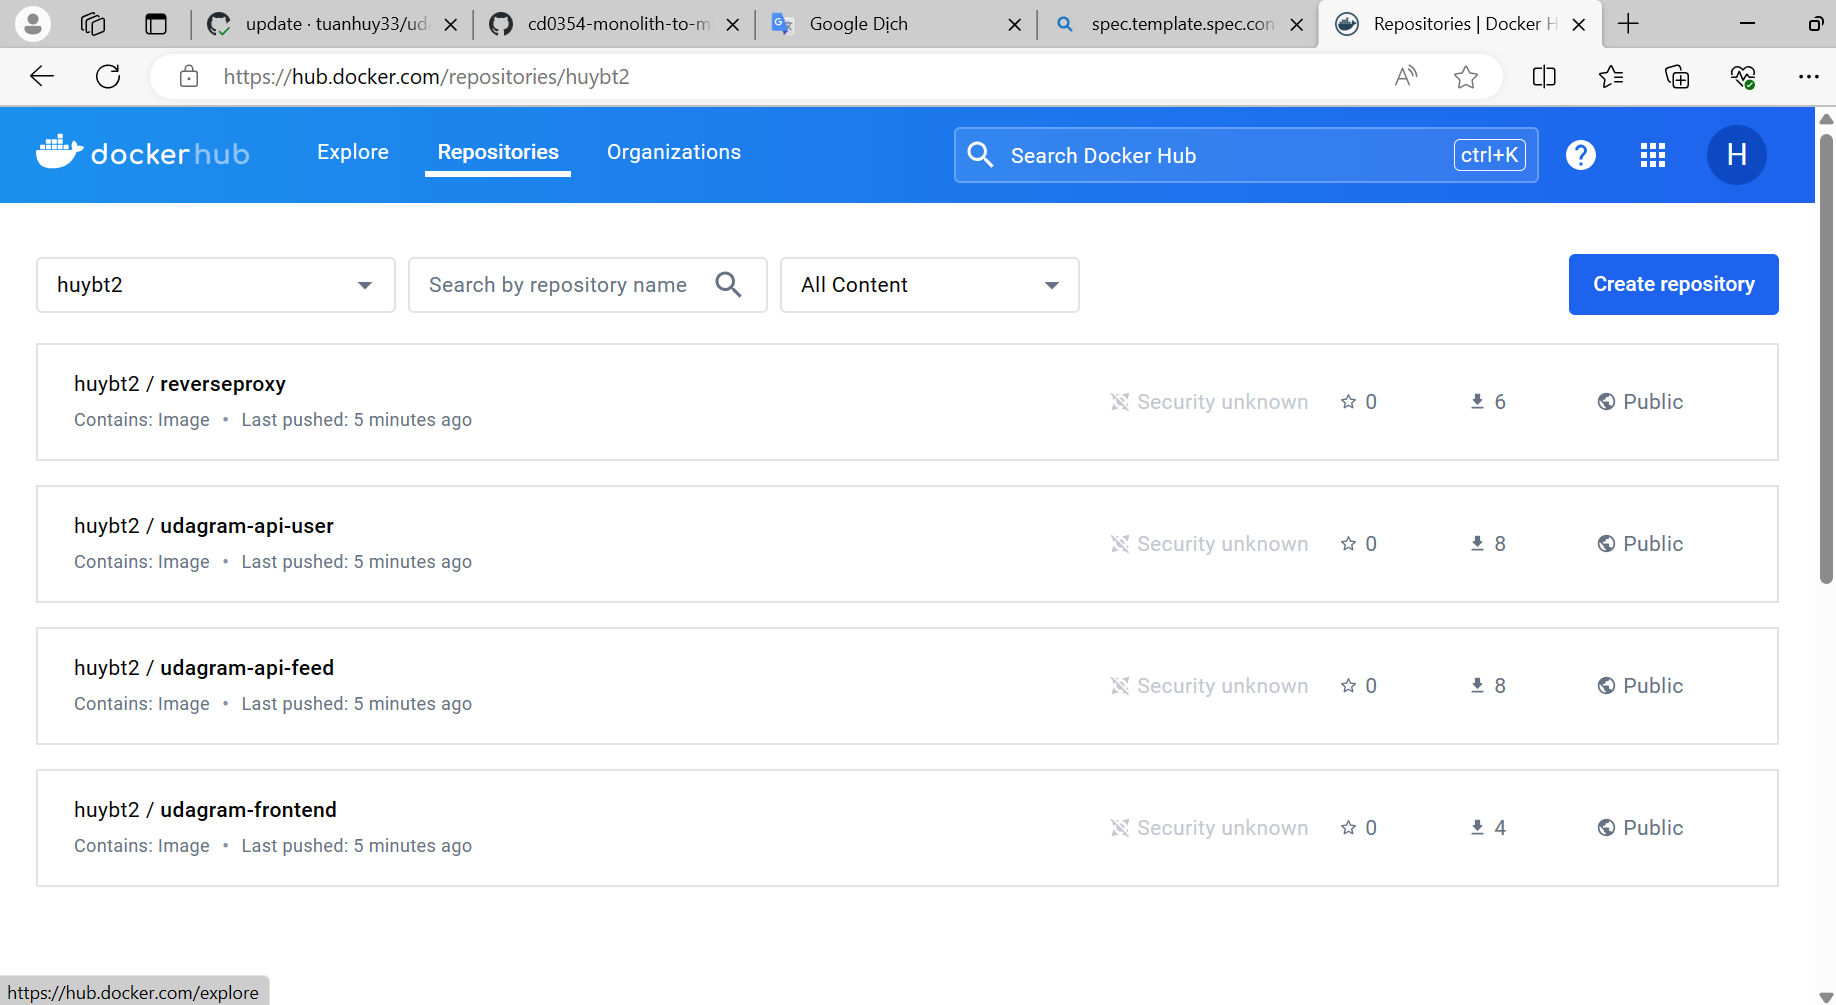 update · tuanhuy33/uda
cd0354-monolith-to-m
Google Dịch
spec.template.spec.con
Repositories | Docker H
https://hub.docker.com/repositories/huybt2
docker hub
Explore
Repositories
Organizations
Search Docker Hub
ctrl+K
?
H
huybt2
Search by repository name
All Content
Create repository
huybt2 / reverseproxy
Contains: Image • Last pushed: 5 minutes ago
Security unknown
0
6
Public
huybt2 / udagram-api-user
Contains: Image • Last pushed: 5 minutes ago
Security unknown
0
8
Public
huybt2 / udagram-api-feed
Contains: Image • Last pushed: 5 minutes ago
Security unknown
0
8
Public
huybt2 / udagram-frontend
Contains: Image • Last pushed: 5 minutes ago
Security unknown
0
4
Public
https://hub.docker.com/explore